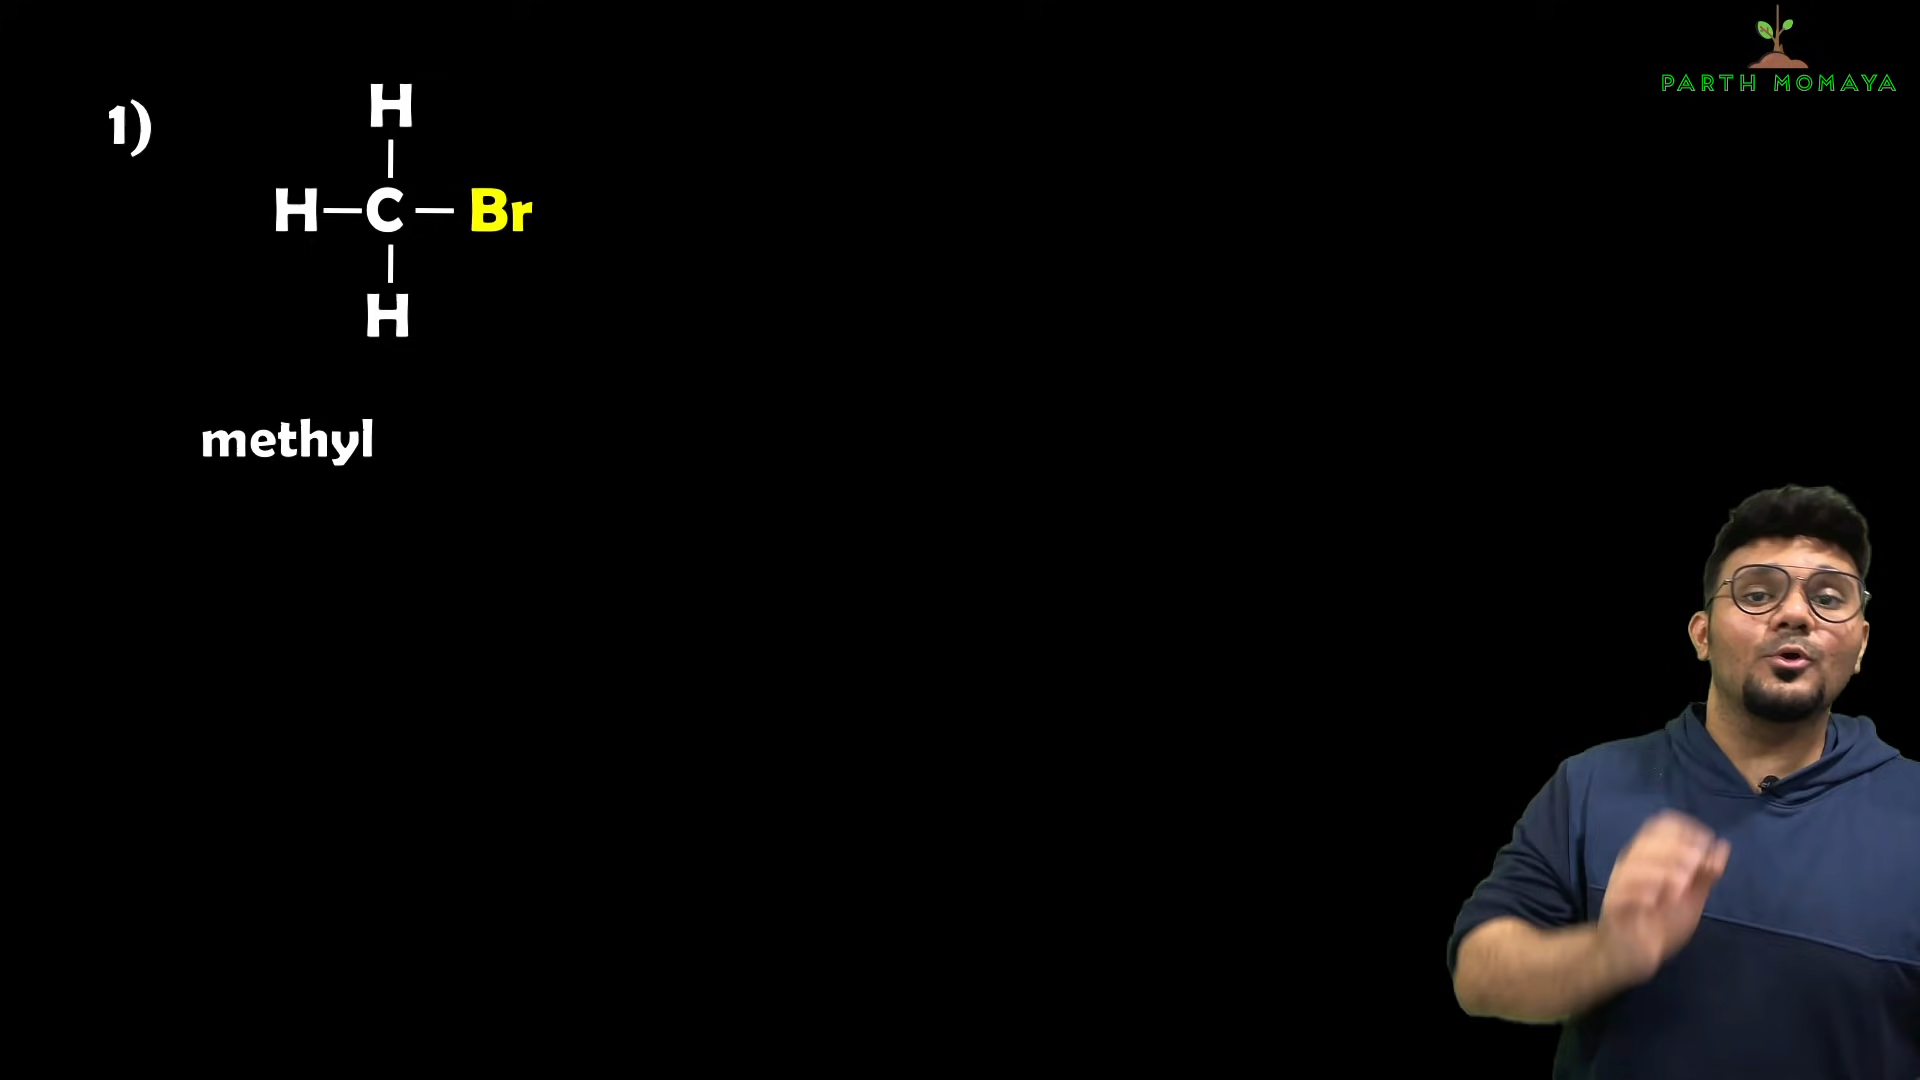 PARTH MOMAYA
1)
H
H–C–Br
H
methyl